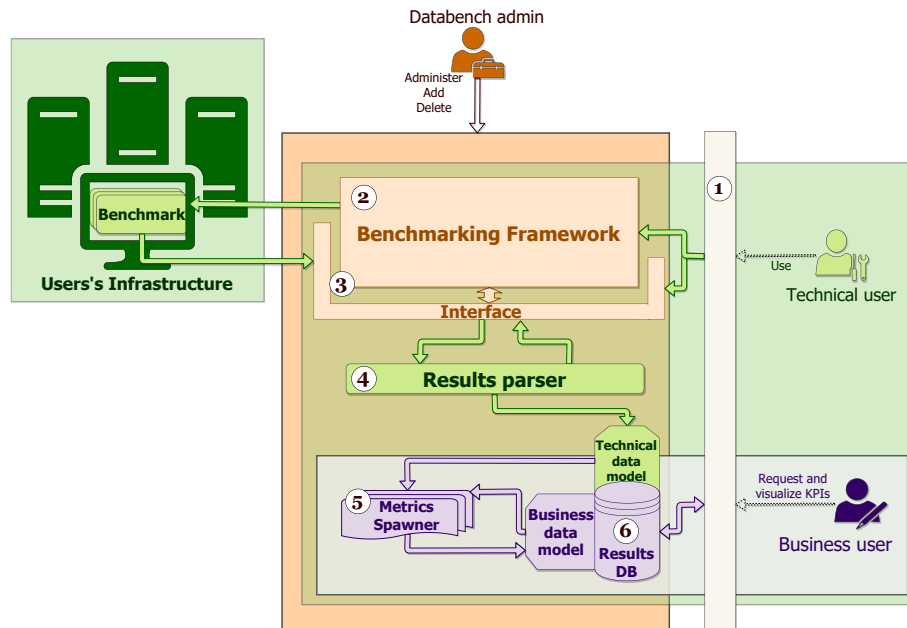 Databench admin
Administer
Add
Delete
1
2
Benchmark
Benchmarking Framework
Use
Users's Infrastructure
3
Technical user
Interface
4
Results parser
Technical
data
model
Request and
visualize KPIs
5
Metrics
Spawner
Business
data
model
6
Results
DB
Business user